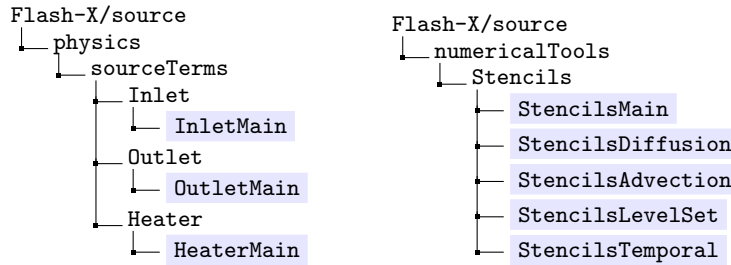 Flash-X/source
physics
sourceTerms
Inlet
InletMain
Outlet
OutletMain
Heater
HeaterMain
Flash-X/source
numericalTools
Stencils
StencilsMain
StencilsDiffusion
StencilsAdvection
StencilsLevelSet
StencilsTemporal